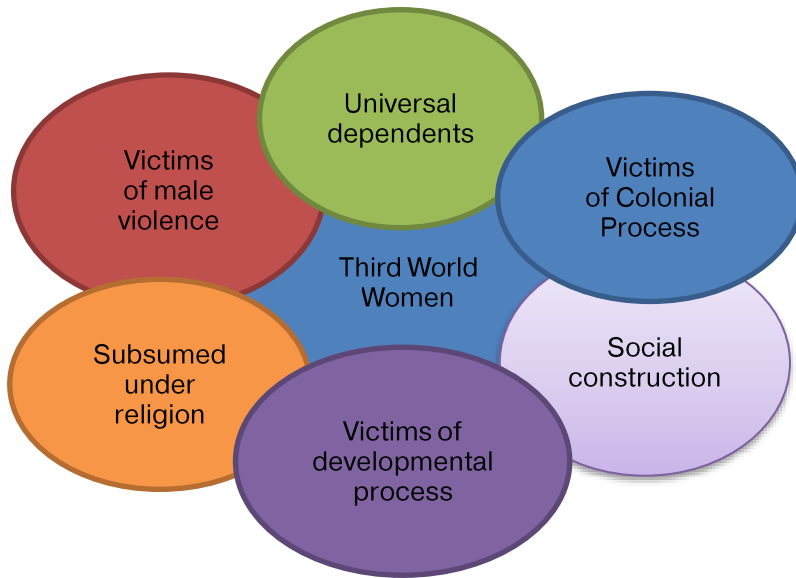 Universal
dependents
Victims
of male
violence
Victims
of Colonial
Process
Third World
Women
Subsumed
under
religion
Social
construction
Victims of
developmental
process